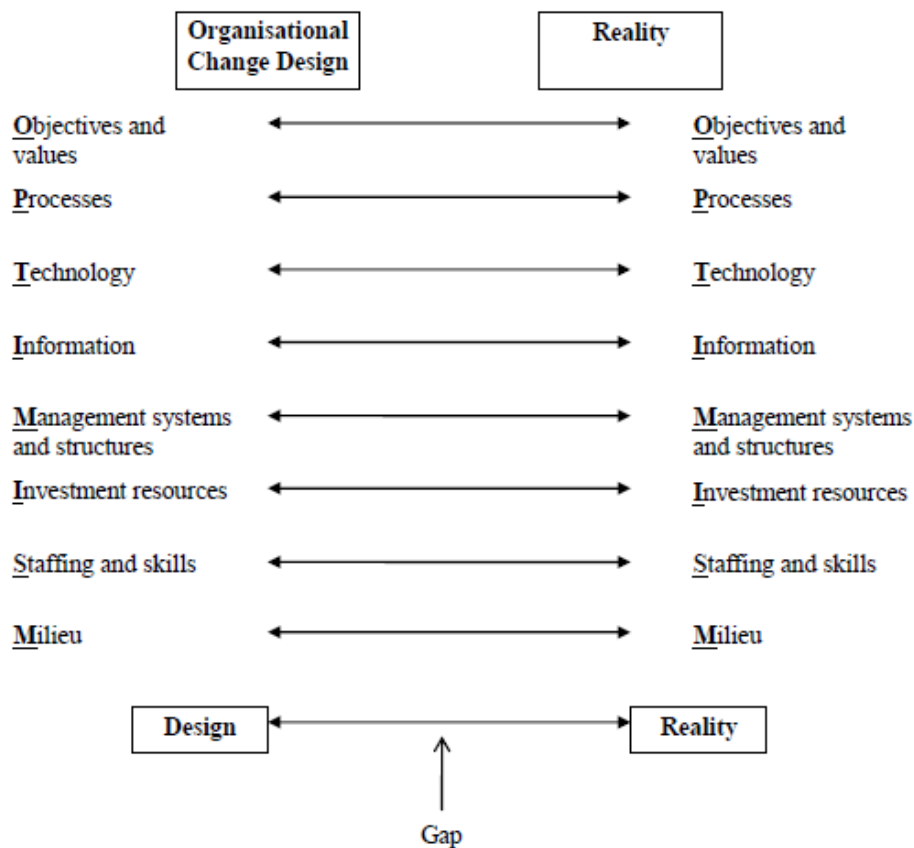 Organisational
Change Design
Reality
Objectives and
values
Objectives and
values
Processes
Processes
Technology
Technology
Information
Information
Management systems
and structures
Management systems
and structures
Investment resources
Investment resources
Staffing and skills
Staffing and skills
Milieu
Milieu
Design
Reality
Gap